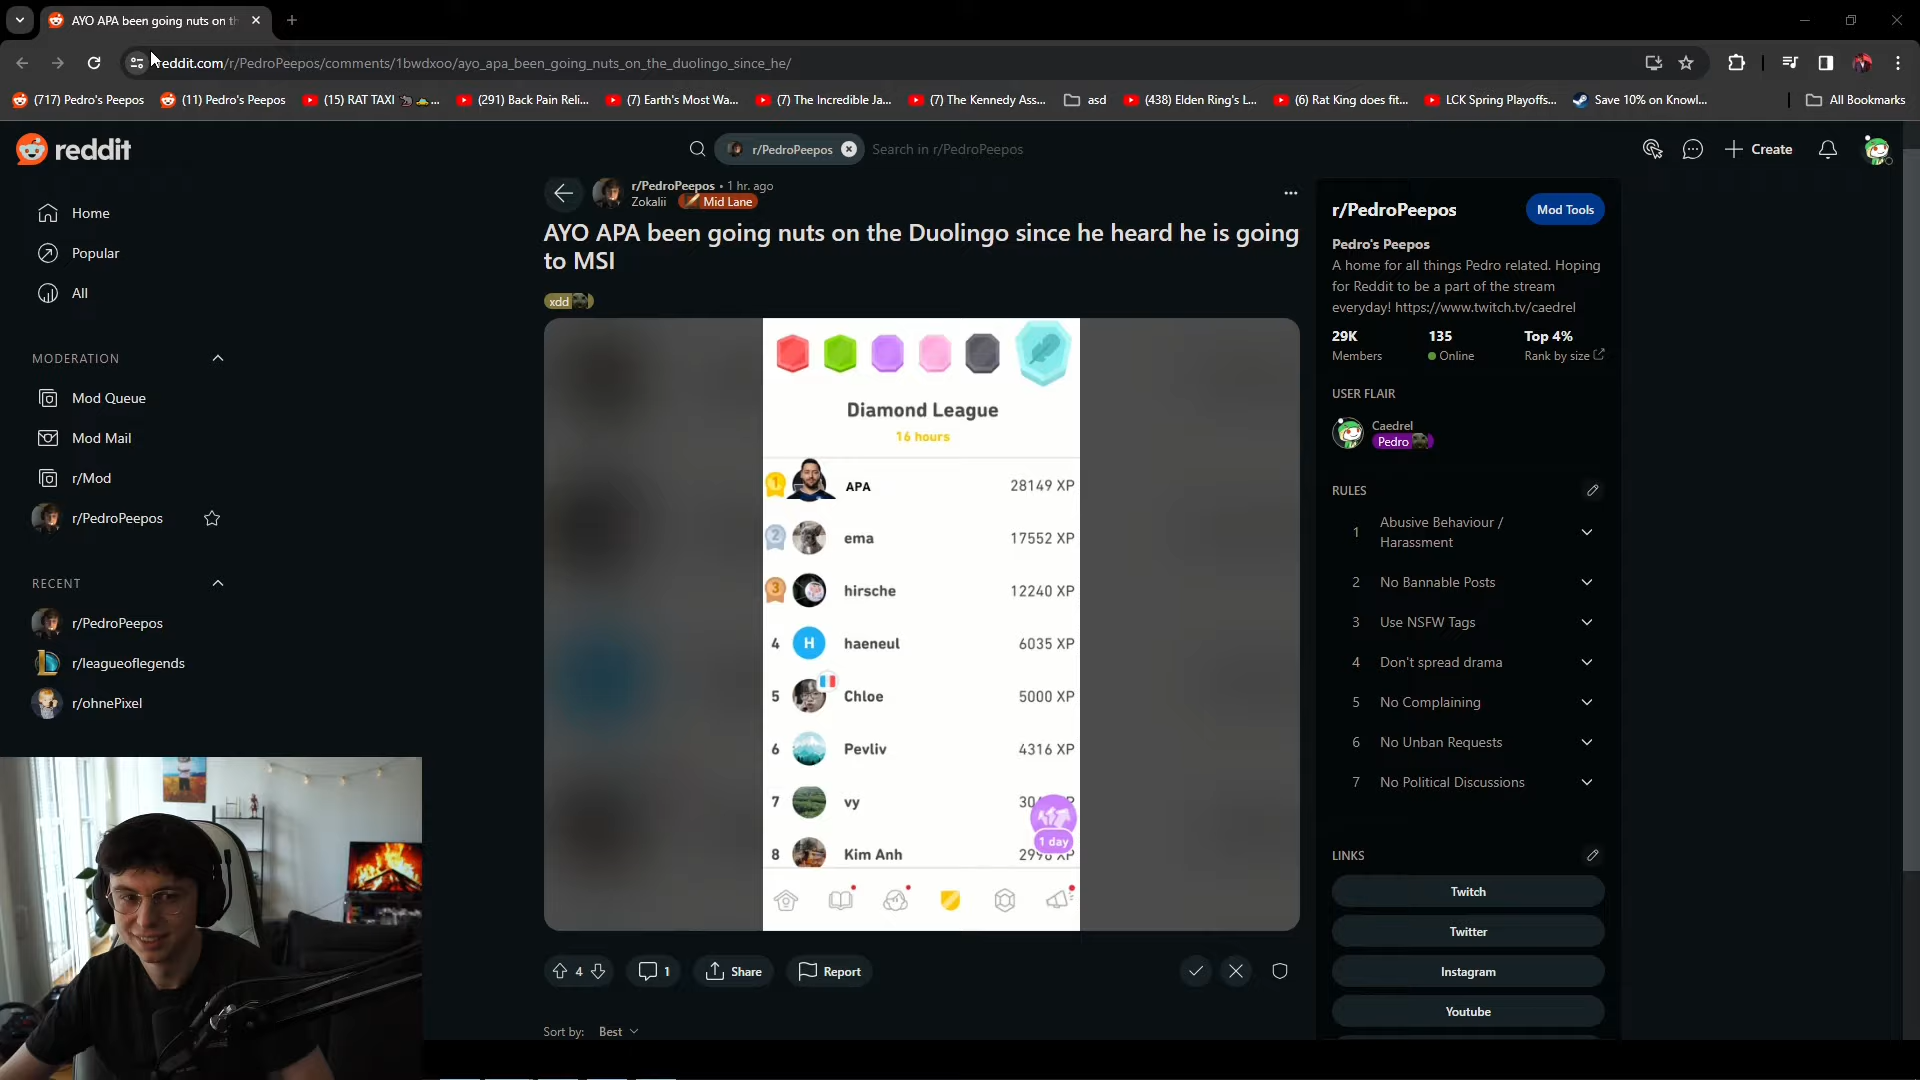 AYO APA been going nuts on th
reddit.com/r/PedroPeepos/comments/1bwdxoo/ayo_apa_been_going_nuts_on_the_duolingo_since_he/
(717) Pedro's Peepos
(11) Pedro's Peepos
(15) RAT TAXI
(291) Back Pain Reli...
(7) Earth's Most Wa...
(7) The Incredible Ja...
(7) The Kennedy Ass...
asd
(438) Elden Ring's L...
(6) Rat King does fit...
LCK Spring Playoffs...
Save 10% on Knowl...
All Bookmarks
reddit
r/PedroPeepos
Search in r/PedroPeepos
Create
Home
Popular
All
MODERATION
Mod Queue
Mod Mail
r/Mod
r/PedroPeepos
RECENT
r/PedroPeepos
r/leagueoflegends
r/ohnePixel
r/PedroPeepos • 1 hr. ago
Zokalii
Mid Lane
AYO APA been going nuts on the Duolingo since he heard he is going
to MSI
xdd
Diamond League
16 hours
1 APA 28149 XP
2 ema 17552 XP
3 hirsche 12240 XP
4 H haeneul 6035 XP
5 Chloe 5000 XP
6 Pevliv 4316 XP
7 vy
1 day
8 Kim Anh
4
1
Share
Report
Sort by: Best
r/PedroPeepos
Mod Tools
Pedro's Peepos
A home for all things Pedro related. Hoping
for Reddit to be a part of the stream
everyday! https://www.twitch.tv/caedrel
29K 135 Top 4%
Members Online Rank by size
USER FLAIR
Caedrel
Pedro
RULES
1 Abusive Behaviour /
Harassment
2 No Bannable Posts
3 Use NSFW Tags
4 Don't spread drama
5 No Complaining
6 No Unban Requests
7 No Political Discussions
LINKS
Twitch
Twitter
Instagram
Youtube